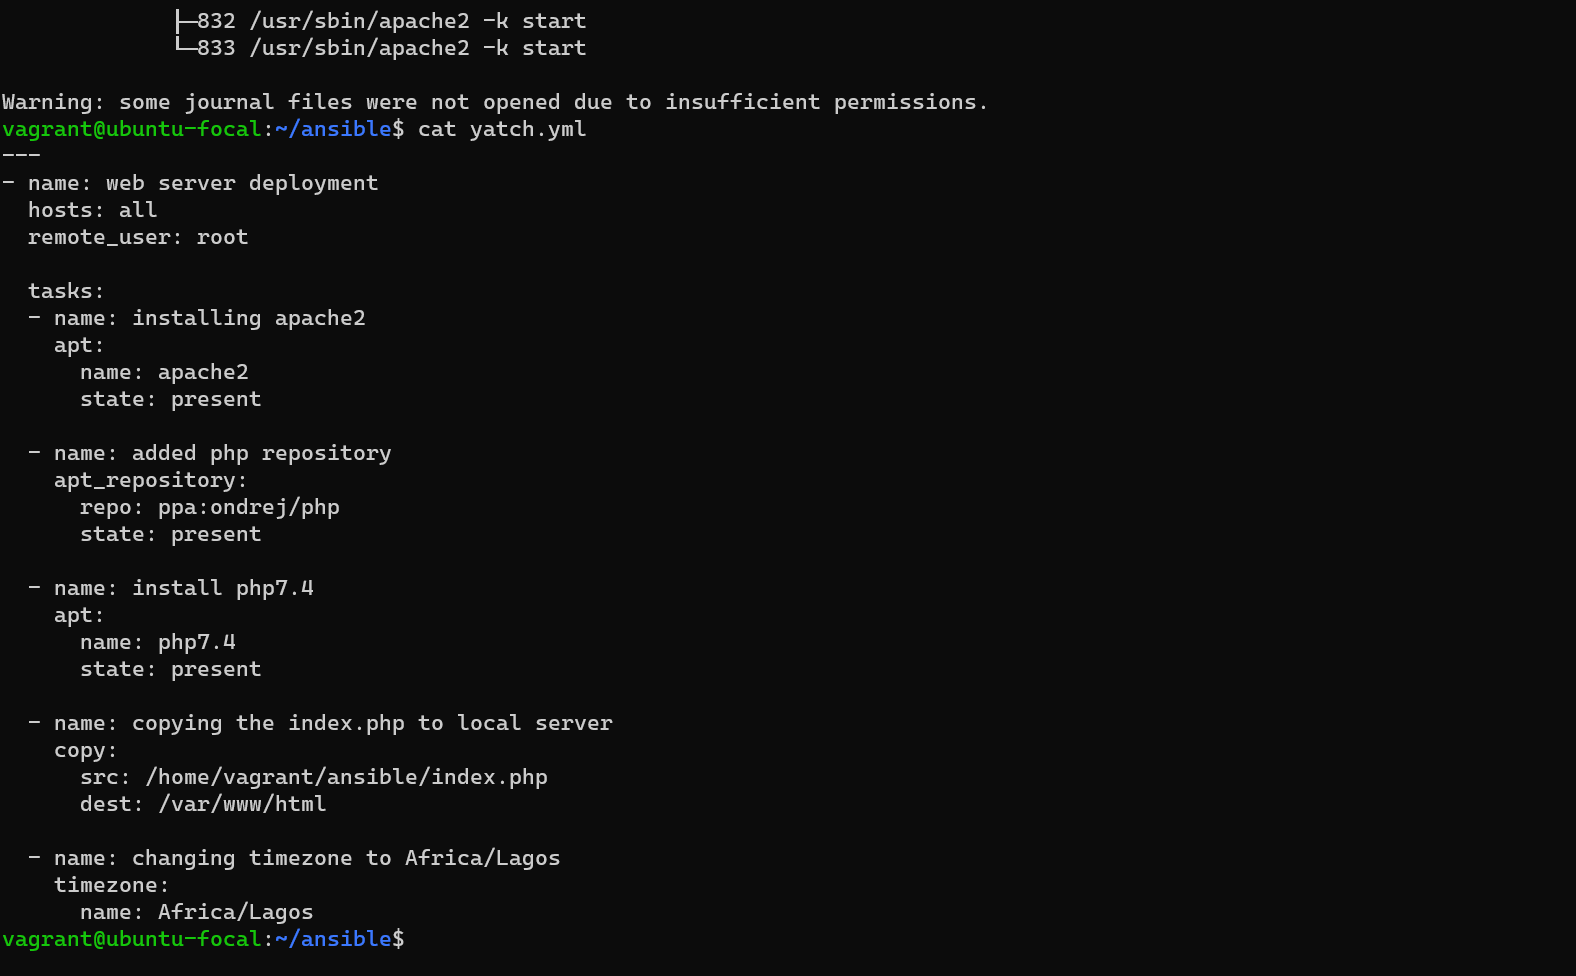 ├─832 /usr/sbin/apache2 -k start
└─833 /usr/sbin/apache2 -k start
Warning: some journal files were not opened due to insufficient permissions.
vagrant@ubuntu-focal:~/ansible$ cat yatch.yml
---
- name: web server deployment
  hosts: all
  remote_user: root

  tasks:
  - name: installing apache2
    apt:
      name: apache2
      state: present

  - name: added php repository
    apt_repository:
      repo: ppa:ondrej/php
      state: present

  - name: install php7.4
    apt:
      name: php7.4
      state: present

  - name: copying the index.php to local server
    copy:
      src: /home/vagrant/ansible/index.php
      dest: /var/www/html

  - name: changing timezone to Africa/Lagos
    timezone:
      name: Africa/Lagos
vagrant@ubuntu-focal:~/ansible$